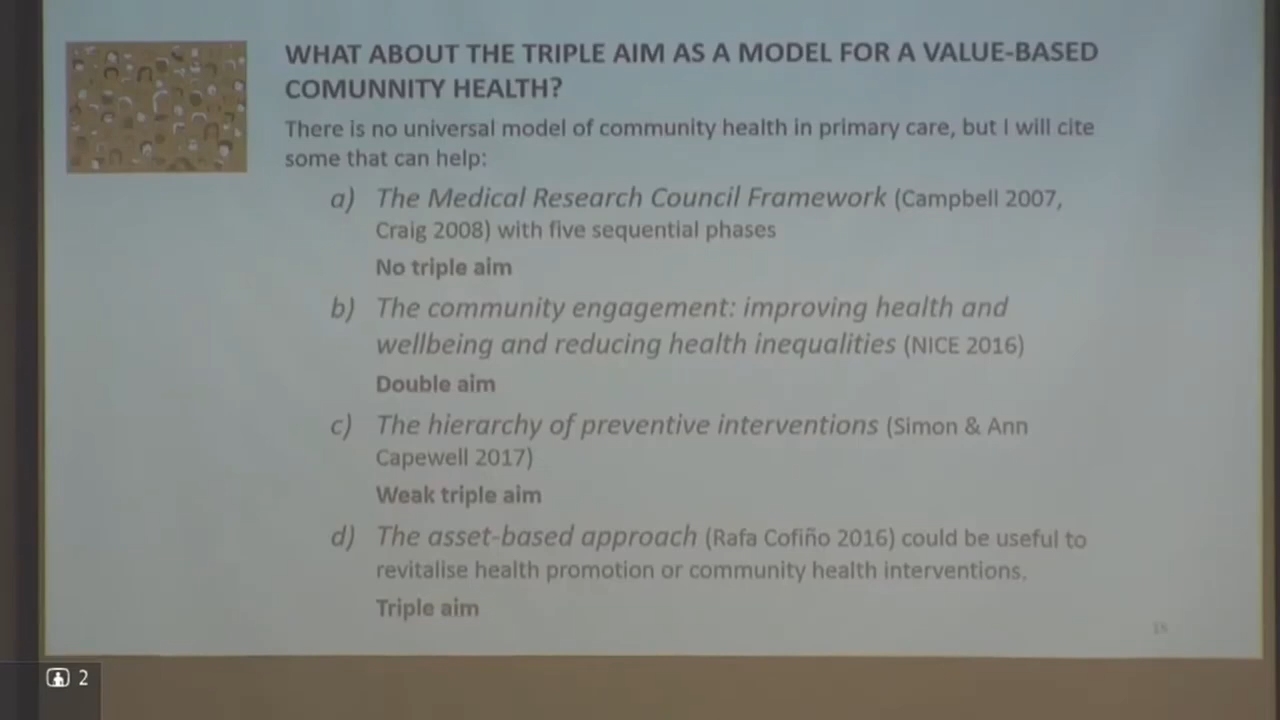 WHAT ABOUT THE TRIPLE AIM AS A MODEL FOR A VALUE-BASED
COMUNNITY HEALTH?
There is no universal model of community health in primary care, but I will cite
some that can help:
a) The Medical Research Council Framework (Campbell 2007,
Craig 2008) with five sequential phases
No triple aim
b) The community engagement: improving health and
wellbeing and reducing health inequalities (NICE 2016)
Double aim
c) The hierarchy of preventive interventions (Simon & Ann
Capewell 2017)
Weak triple aim
d) The asset-based approach (Rafa Cofiño 2016) could be useful to
revitalise health promotion or community health interventions.
Triple aim
2